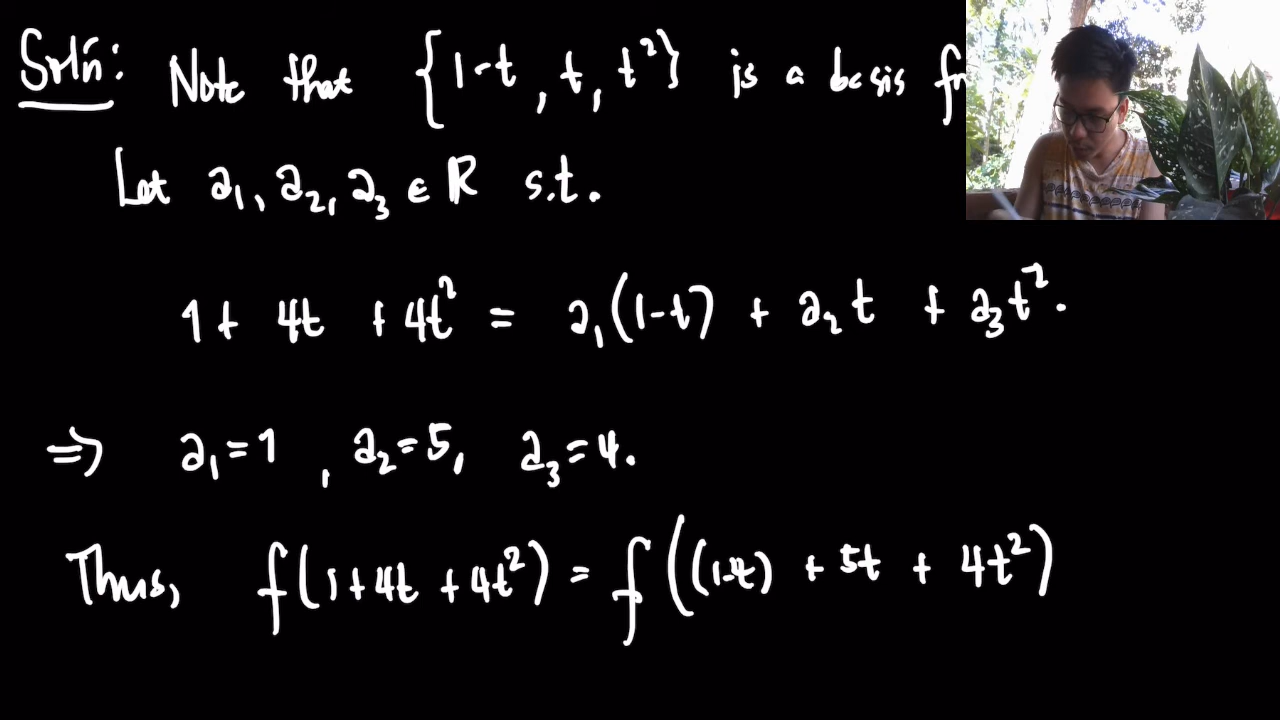 Sol'n: Note that {1-t, t, t²} is a basis
Let a₁, a₂, a₃ ∈ ℝ s.t.
1 + 4t + 4t² = a₁(1-t) + a₂t + a₃t².
⇒ a₁=1, a₂=5, a₃=4.
Thus, f(1+4t+4t²) = f((1-t) + 5t + 4t²)